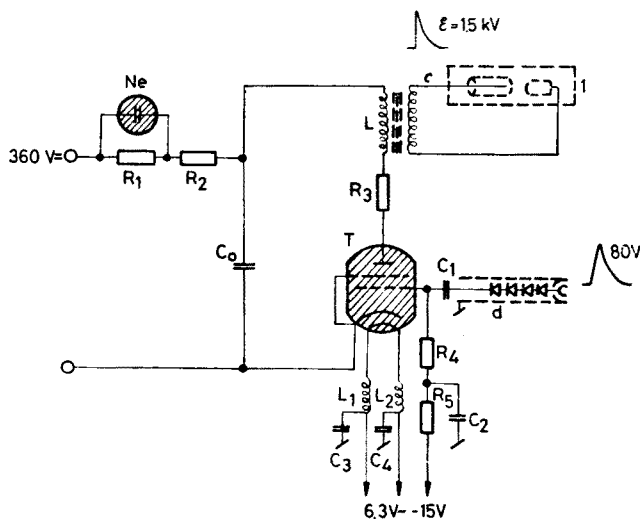 ε = 1,5 kV
Ne
c
1
L
360 V=
R1
R2
R3
Co
T
C1
80V
d
R4
L1
L2
R5
C2
C3
C4
6,3V~ -15V